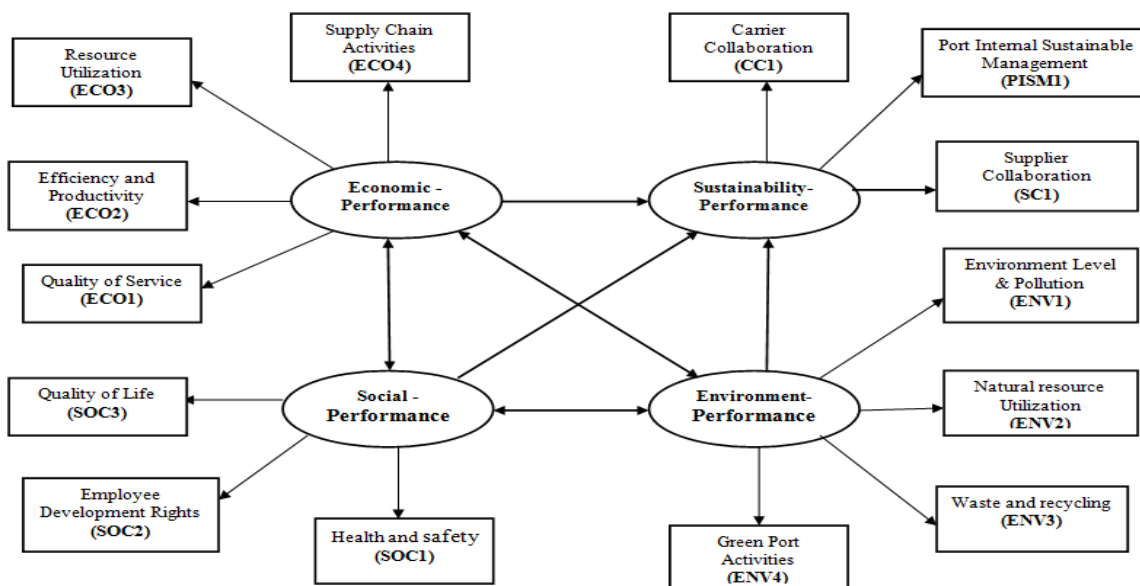 Supply Chain
Activities
(ECO4)
Carrier
Collaboration
(CC1)
Port Internal Sustainable
Management
(PISM1)
Resource
Utilization
(ECO3)
Efficiency and
Productivity
(ECO2)
Economic -
Performance
Sustainability-
Performance
Supplier
Collaboration
(SC1)
Quality of Service
(ECO1)
Environment Level
& Pollution
(ENV1)
Quality of Life
(SOC3)
Social -
Performance
Environment-
Performance
Natural resource
Utilization
(ENV2)
Employee
Development Rights
(SOC2)
Health and safety
(SOC1)
Green Port
Activities
(ENV4)
Waste and recycling
(ENV3)